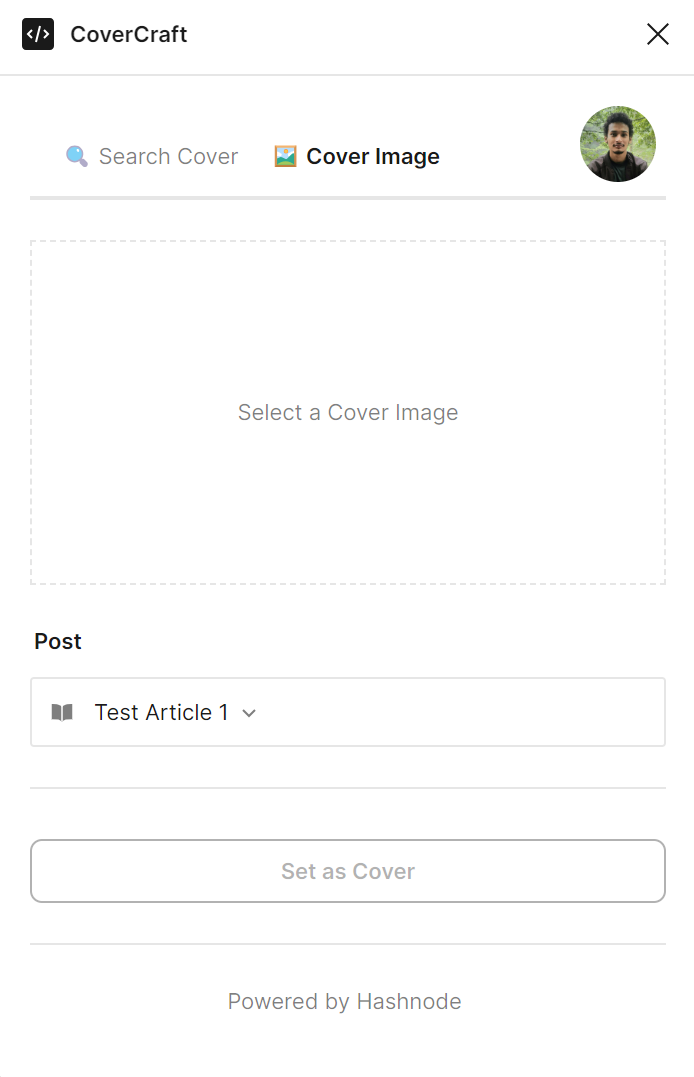 CoverCraft
Search Cover
Cover Image
Select a Cover Image
Post
Test Article 1
Set as Cover
Powered by Hashnode